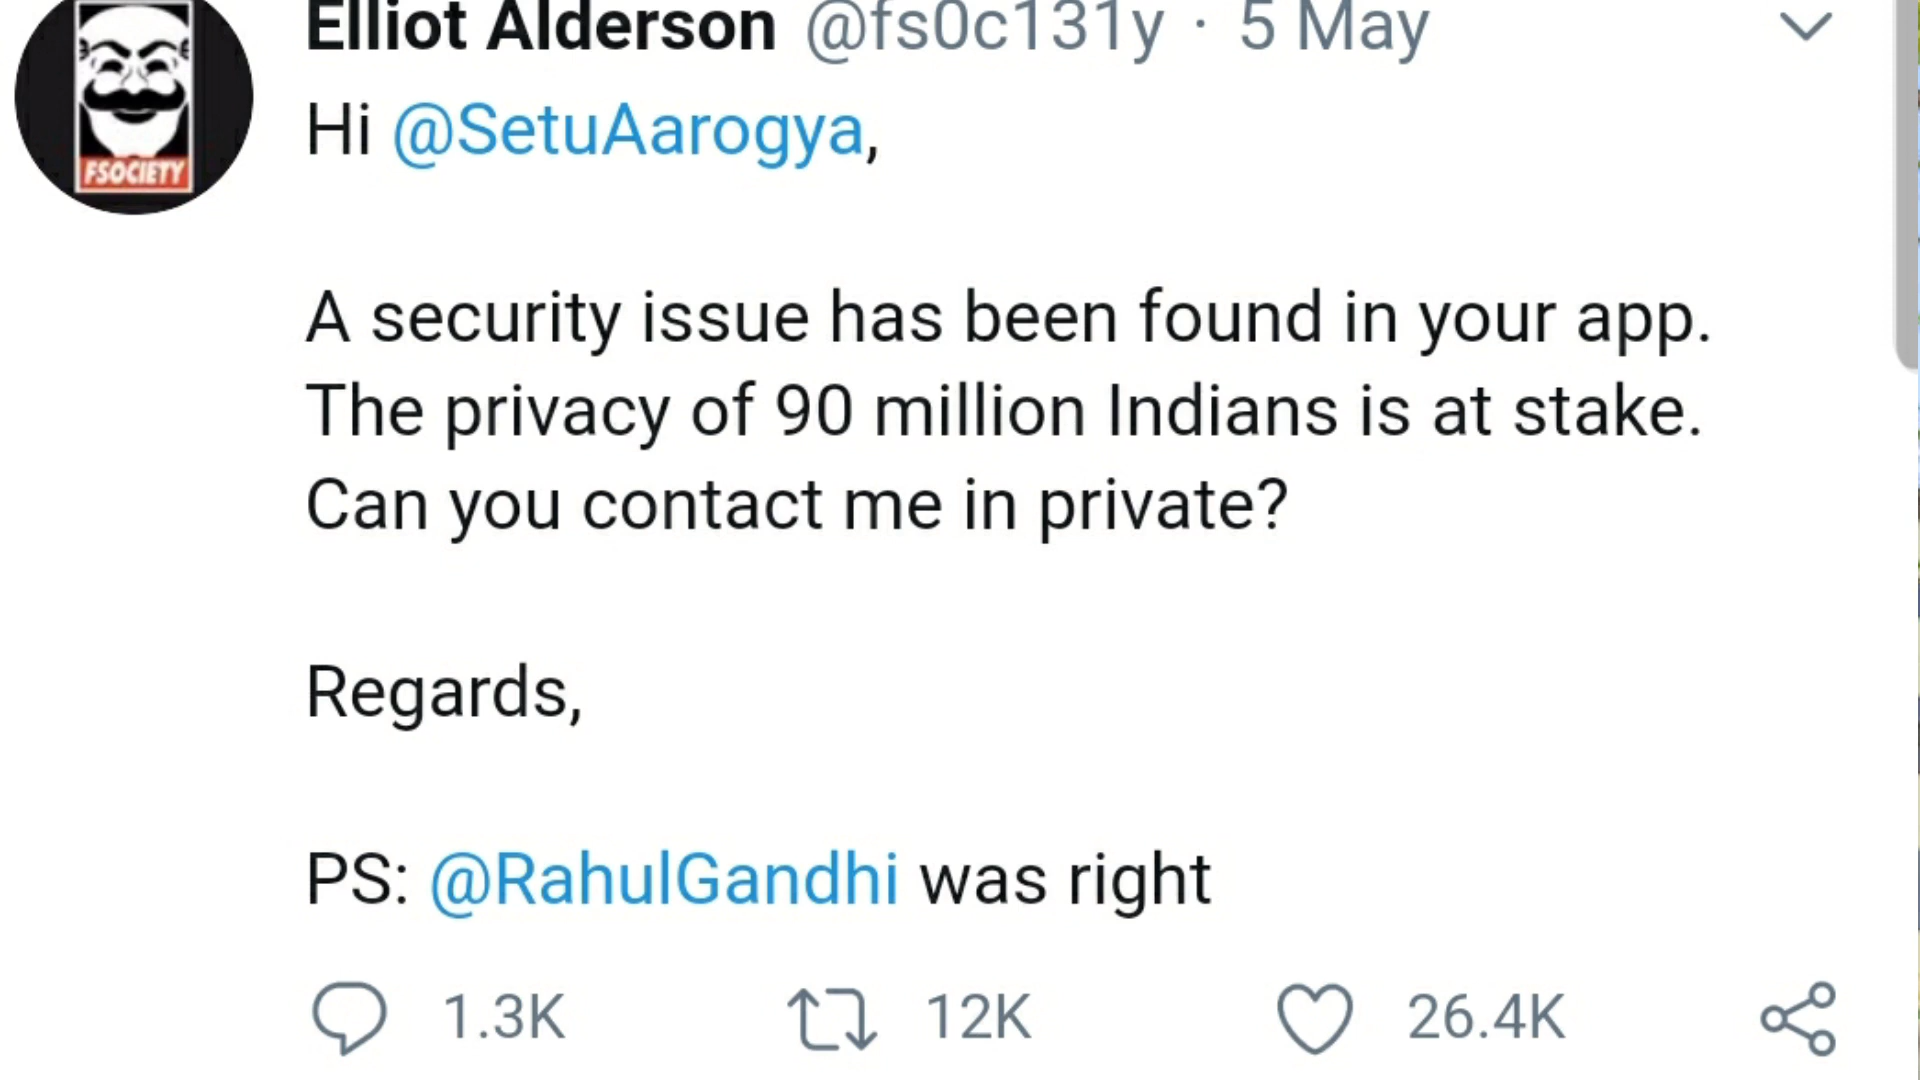 Elliot Alderson @fs0c131y · 5 May
Hi @SetuAarogya,
A security issue has been found in your app.
The privacy of 90 million Indians is at stake.
Can you contact me in private?
Regards,
PS: @RahulGandhi was right
1.3K 12K 26.4K
FSOCIETY